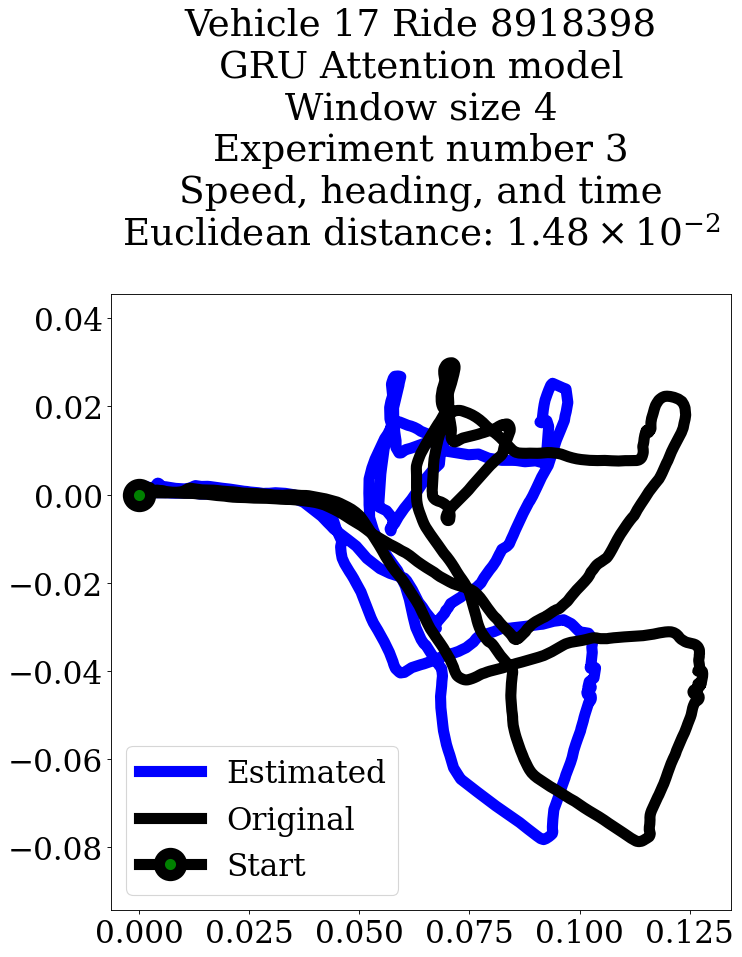 Vehicle 17 Ride 8918398
GRU Attention model
Window size 4
Experiment number 3
Speed, heading, and time
Euclidean distance: 1.48 × 10⁻²
0.04
0.02
0.00
−0.02
−0.04
−0.06
−0.08
Estimated
Original
Start
0.000 0.025 0.050 0.075 0.100 0.125